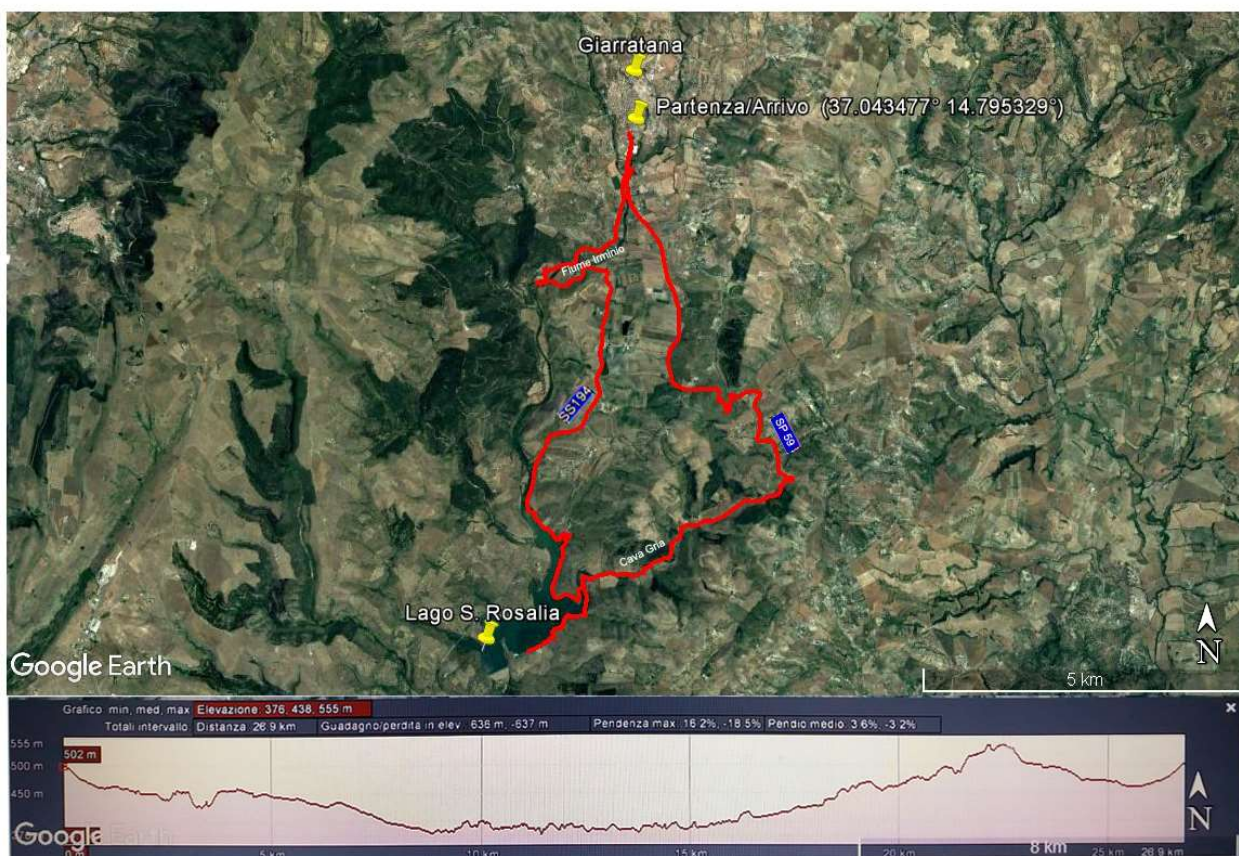 Giarratana
Partenza/Arrivo (37.043477° 14.795329°)
Fiume Irminio
SS194
SP 59
Cava Gria
Lago S. Rosalia
Google Earth
N
5 km
Grafico min, med, max Elevazione: 376, 438, 555 m
Totali intervallo Distanza: 26.9 km Guadagno/perdita in elev 636 m, -637 m Pendenza max 16.2%, -18.5% Pendio medio: 3.6%, -3.2%
555 m
502 m
500 m
450 m
N
Google Earth
8 km
0 m 5 km 10 km 15 km 20 km 25 km 26.9 km